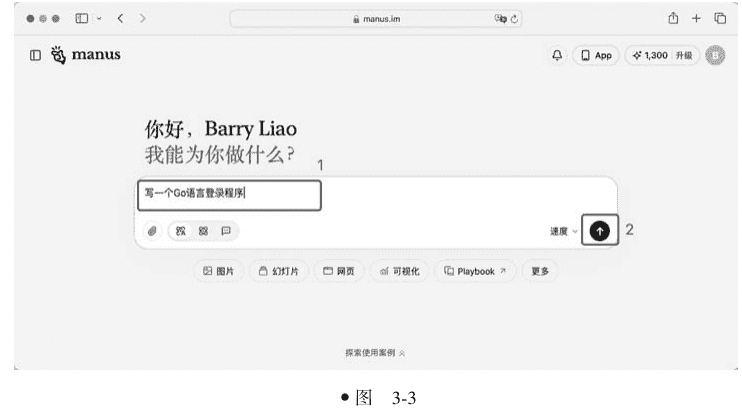 manus.im
manus
App
1,300 升级
你好，Barry Liao
我能为你做什么?
1
写一个Go语言登录程序
速度
2
图片 幻灯片 网页 可视化 Playbook 更多
探索使用案例
●图 3-3